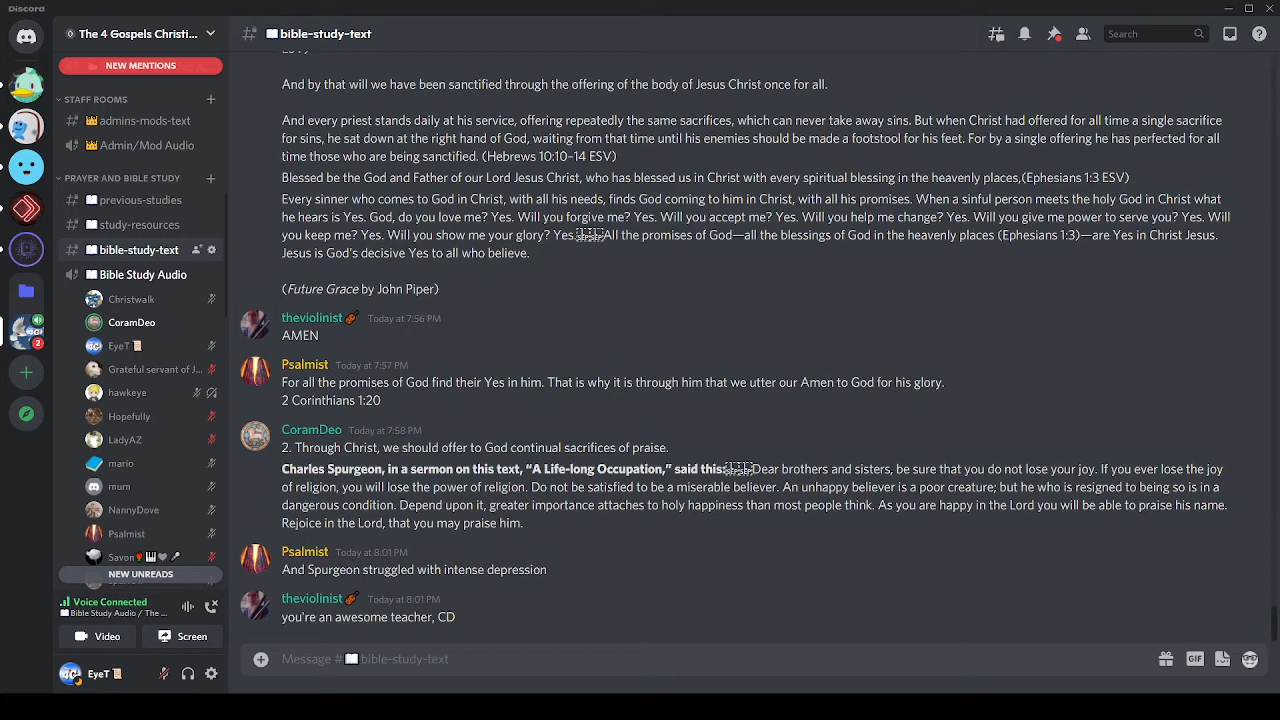 Discord
The 4 Gospels Christi...
bible-study-text
Search
NEW MENTIONS
STAFF ROOMS
admins-mods-text
Admin/Mod Audio
PRAYER AND BIBLE STUDY
previous-studies
study-resources
bible-study-text
Bible Study Audio
Christwalk
CoramDeo
EyeT
Grateful servant of J...
hawkeye
Hopefully
LadyAZ
mario
mum
NannyDove
Psalmist
Savon
NEW UNREADS
Voice Connected
Bible Study Audio / The ...
Video
Screen
EyeT
2
And by that will we have been sanctified through the offering of the body of Jesus Christ once for all.
And every priest stands daily at his service, offering repeatedly the same sacrifices, which can never take away sins. But when Christ had offered for all time a single sacrifice
for sins, he sat down at the right hand of God, waiting from that time until his enemies should be made a footstool for his feet. For by a single offering he has perfected for all
time those who are being sanctified. (Hebrews 10:10–14 ESV)
Blessed be the God and Father of our Lord Jesus Christ, who has blessed us in Christ with every spiritual blessing in the heavenly places,(Ephesians 1:3 ESV)
Every sinner who comes to God in Christ, with all his needs, finds God coming to him in Christ, with all his promises. When a sinful person meets the holy God in Christ what
he hears is Yes. God, do you love me? Yes. Will you forgive me? Yes. Will you accept me? Yes. Will you help me change? Yes. Will you give me power to serve you? Yes. Will
you keep me? Yes. Will you show me your glory? Yes. All the promises of God—all the blessings of God in the heavenly places (Ephesians 1:3)—are Yes in Christ Jesus.
Jesus is God's decisive Yes to all who believe.
(Future Grace by John Piper)
theviolinist Today at 7:56 PM
AMEN
Psalmist Today at 7:57 PM
For all the promises of God find their Yes in him. That is why it is through him that we utter our Amen to God for his glory.
2 Corinthians 1:20
CoramDeo Today at 7:58 PM
2. Through Christ, we should offer to God continual sacrifices of praise.
Charles Spurgeon, in a sermon on this text, “A Life-long Occupation,” said this: Dear brothers and sisters, be sure that you do not lose your joy. If you ever lose the joy
of religion, you will lose the power of religion. Do not be satisfied to be a miserable believer. An unhappy believer is a poor creature; but he who is resigned to being so is in a
dangerous condition. Depend upon it, greater importance attaches to holy happiness than most people think. As you are happy in the Lord you will be able to praise his name.
Rejoice in the Lord, that you may praise him.
Psalmist Today at 8:01 PM
And Spurgeon struggled with intense depression
theviolinist Today at 8:01 PM
you're an awesome teacher, CD
Message # bible-study-text
GIF